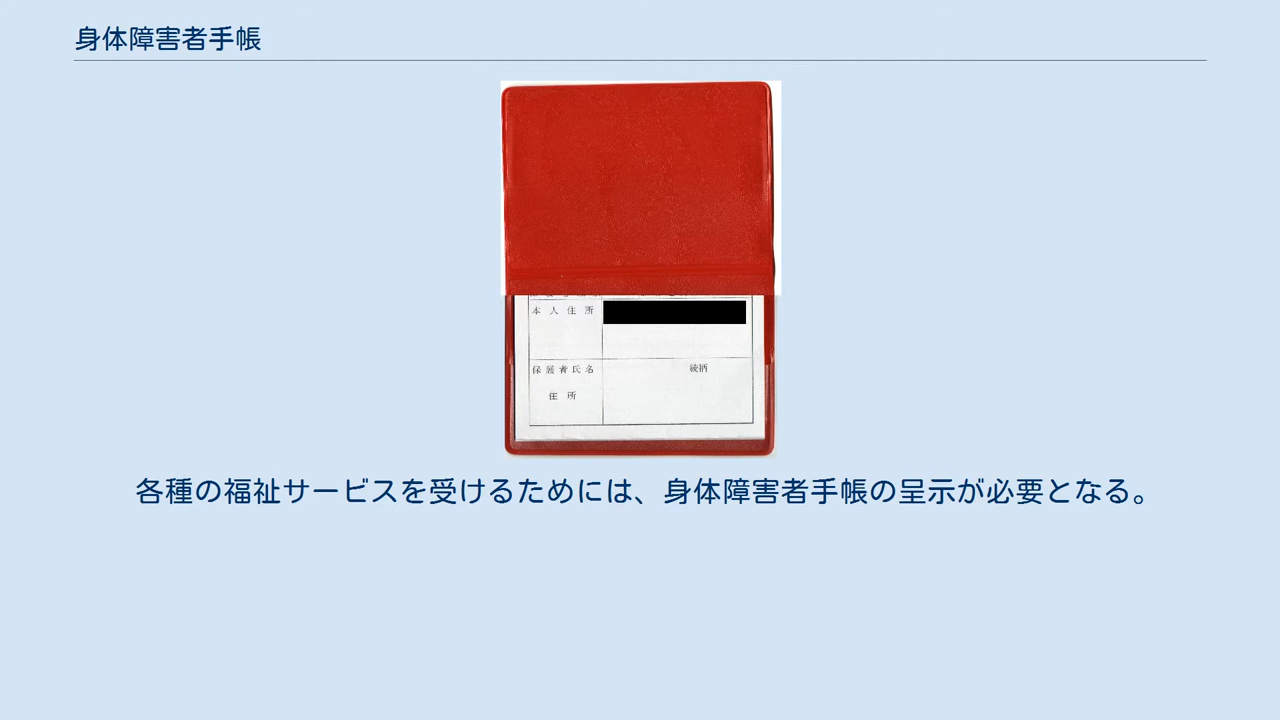 身体障害者手帳
本人住所
保護者氏名 続柄
住所
各種の福祉サービスを受けるためには、身体障害者手帳の呈示が必要となる。